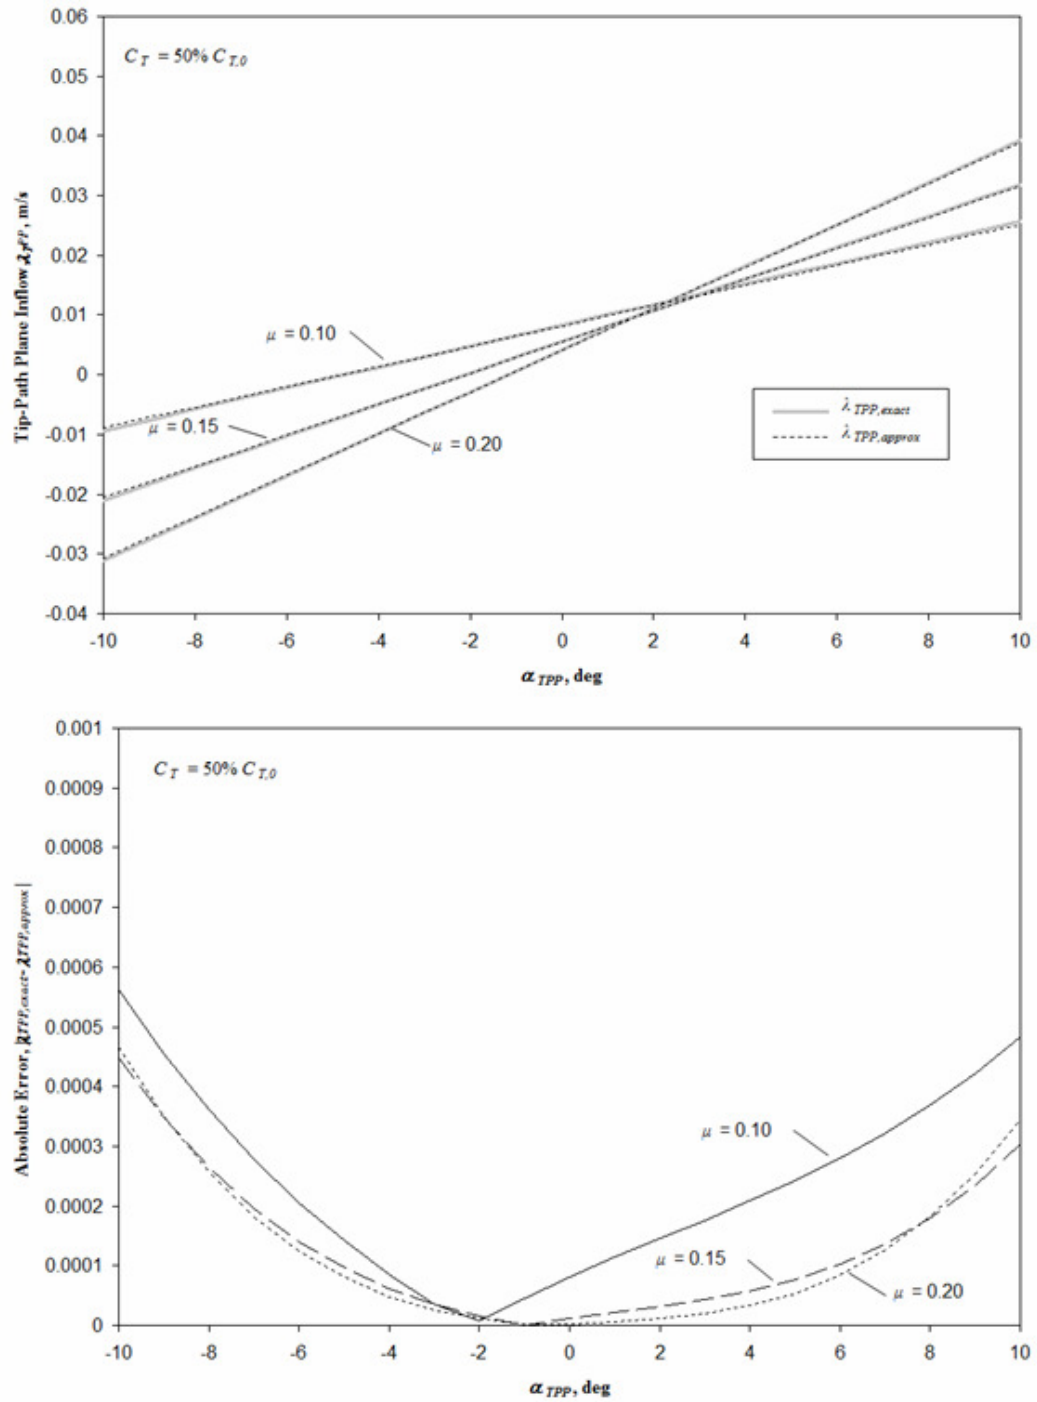 0.06
C_T = 50% C_T,0
0.05
0.04
0.03
0.02
0.01
0
-0.01
-0.02
-0.03
-0.04
Tip-Path Plane Inflow λ_TPP, m/s
μ = 0.10
μ = 0.15
μ = 0.20
λ_TPP,exact
λ_TPP,approx
-10 -8 -6 -4 -2 0 2 4 6 8 10
α_TPP, deg
0.001
C_T = 50% C_T,0
0.0009
0.0008
0.0007
0.0006
0.0005
0.0004
0.0003
0.0002
0.0001
0
Absolute Error, |λ_TPP,exact-λ_TPP,approx|
μ = 0.10
μ = 0.15
μ = 0.20
-10 -8 -6 -4 -2 0 2 4 6 8 10
α_TPP, deg